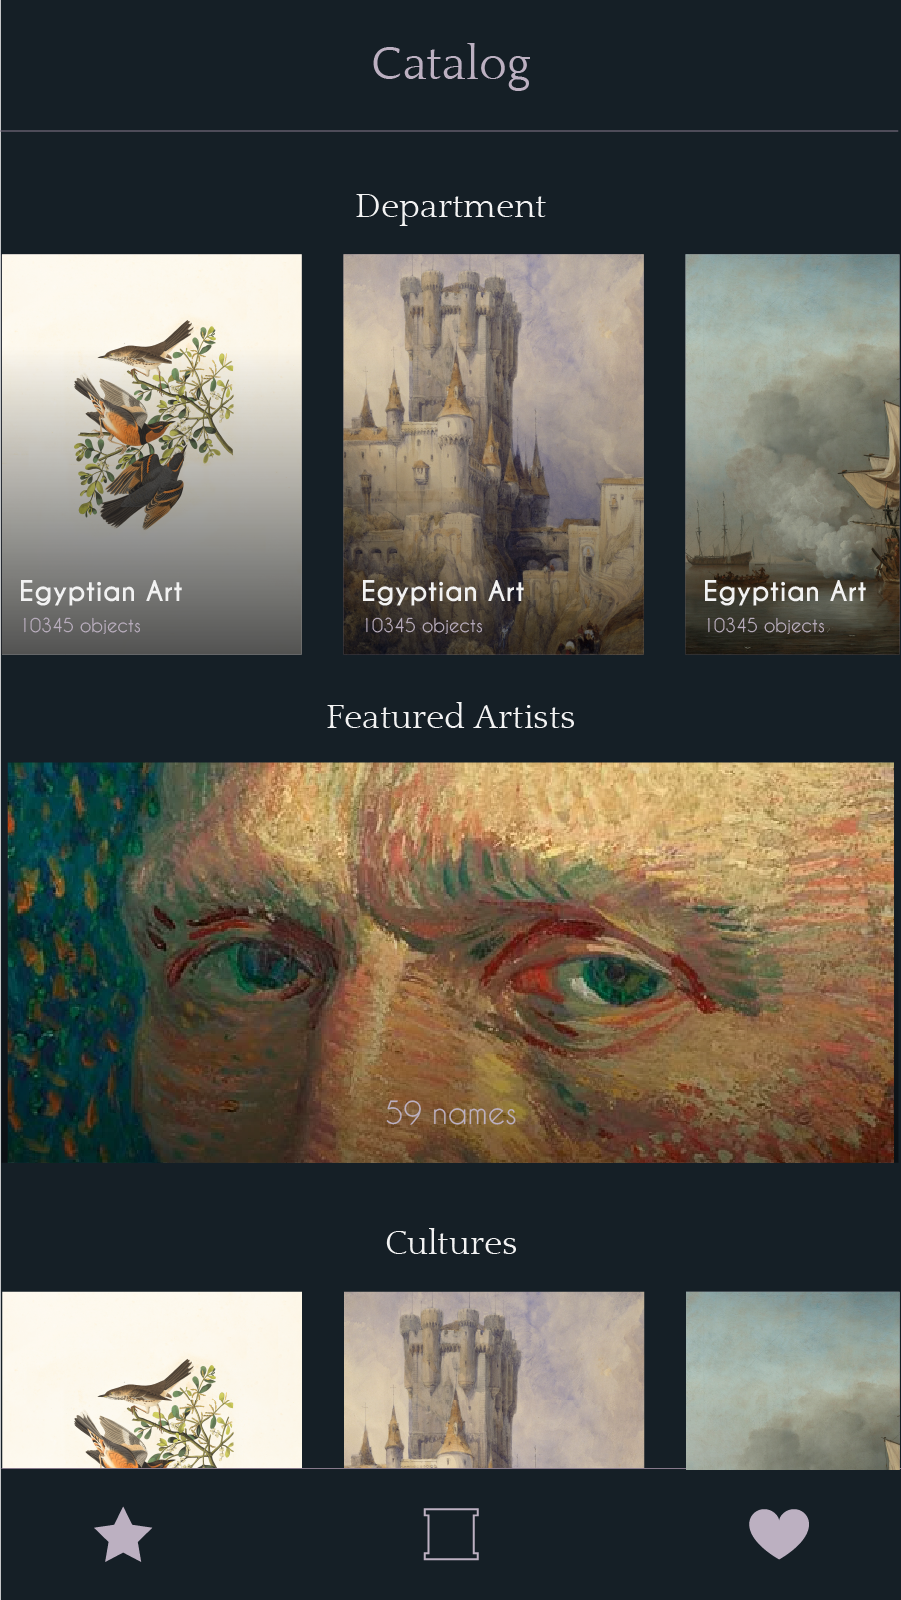 Catalog
Department
Egyptian Art
10345 objects
Egyptian Art
10345 objects
Egyptian Art
10345 objects
Featured Artists
59 names
Cultures